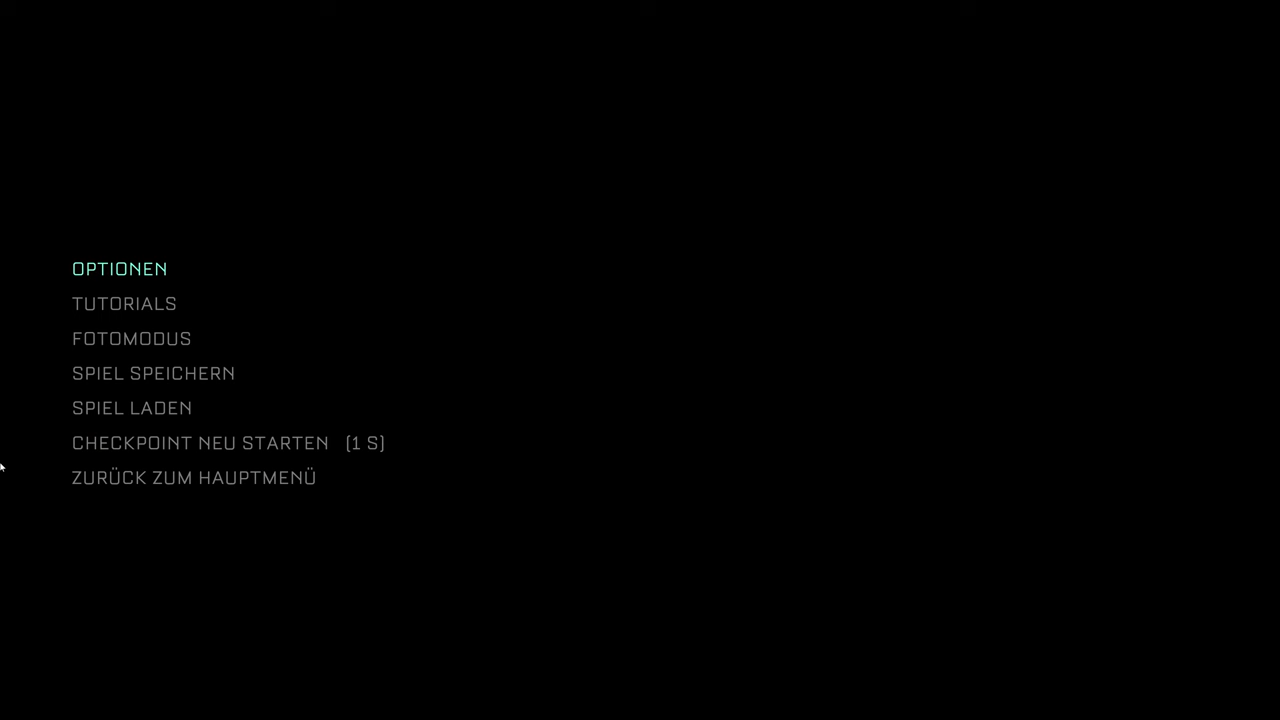 OPTIONEN
TUTORIALS
FOTOMODUS
SPIEL SPEICHERN
SPIEL LADEN
CHECKPOINT NEU STARTEN (1 S)
ZURÜCK ZUM HAUPTMENÜ